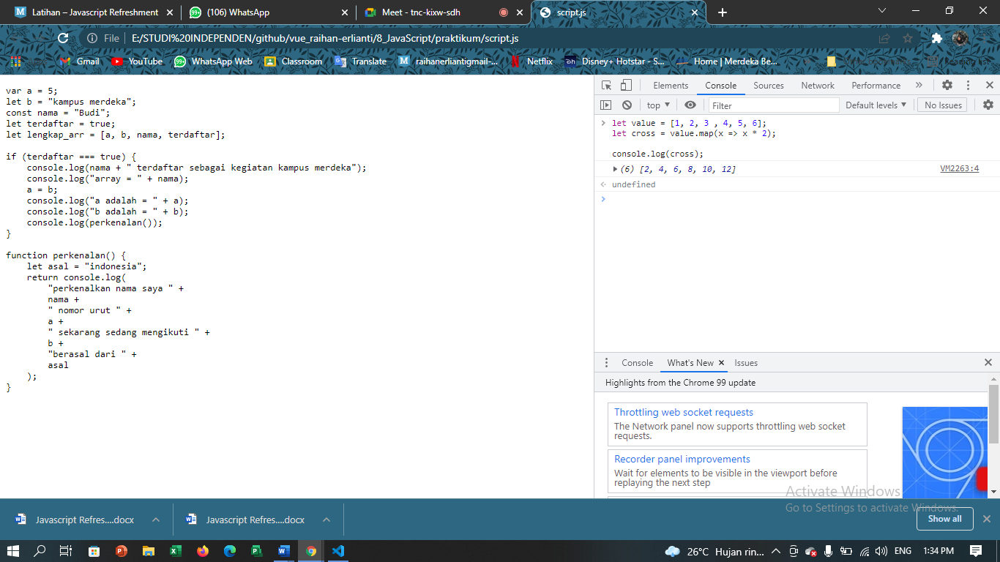 Latihan – Javascript Refreshment
(106) WhatsApp
Meet - tnc-kixw-sdh
script.js
File
E:/STUDI%20INDEPENDEN/github/vue_raihan-erlianti/8_JavaScript/praktikum/script.js
Gmail
YouTube
WhatsApp Web
Classroom
Translate
raihanerliantigmail-...
Netflix
Disney+ Hotstar - S...
Home | Merdeka Be...
var a = 5;
let b = "kampus merdeka";
const nama = "Budi";
let terdaftar = true;
let lengkap_arr = [a, b, nama, terdaftar];
if (terdaftar === true) {
console.log(nama + " terdaftar sebagai kegiatan kampus merdeka");
console.log("array = " + nama);
a = b;
console.log("a adalah = " + a);
console.log("b adalah = " + b);
console.log(perkenalan());
}
function perkenalan() {
let asal = "indonesia";
return console.log(
"perkenalkan nama saya " +
nama +
" nomor urut " +
a +
" sekarang sedang mengikuti " +
b +
"berasal dari " +
asal
);
}
Elements
Console
Sources
Network
Performance
top
Filter
Default levels
No Issues
let value = [1, 2, 3 , 4, 5, 6];
let cross = value.map(x => x * 2);
console.log(cross);
(6) [2, 4, 6, 8, 10, 12]
VM2263:4
undefined
Console
What's New
Issues
Highlights from the Chrome 99 update
Throttling web socket requests
The Network panel now supports throttling web socket
requests.
Recorder panel improvements
Wait for elements to be visible in the viewport before
replaying the next step
Activate Windows
Go to Settings to activate Windows.
Javascript Refres....docx
Javascript Refres....docx
Show all
26°C Hujan rin...
ENG
1:34 PM